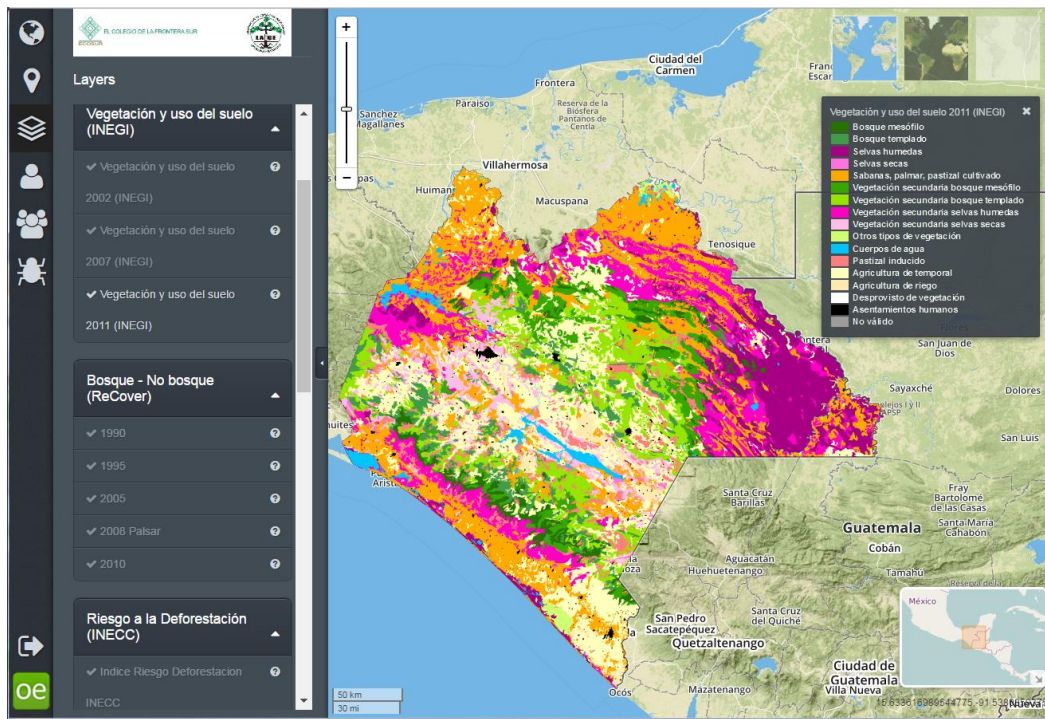 EL COLEGIO DE LA FRONTERA SUR
ECOSUR
LAIGE
Layers
Vegetación y uso del suelo
(INEGI)
Vegetación y uso del suelo
2002 (INEGI)
Vegetación y uso del suelo
2007 (INEGI)
Vegetación y uso del suelo
2011 (INEGI)
Bosque - No bosque
(ReCover)
1990
1995
2005
2008 Palsar
2010
Riesgo a la Deforestación
(INECC)
Indice Riesgo Deforestacion
INECC
oe
+
−
Ciudad del
Carmen
Frontera
Paraiso
Reserva de la
Biósfera
Pantanos de
Centla
Sanchez
Magallanes
Villahermosa
Macuspana
Tenosique
Vegetación y uso del suelo 2011 (INEGI)
Bosque mesófilo
Bosque templado
Selvas humedas
Selvas secas
Sabanas, palmar, pastizal cultivado
Vegetación secundaria bosque mesófilo
Vegetación secundaria bosque templado
Vegetación secundaria selvas humedas
Vegetación secundaria selvas secas
Otros tipos de vegetación
Cuerpos de agua
Pastizal inducido
Agricultura de temporal
Agricultura de riego
Desprovisto de vegetación
Asentamientos humanos
No válido
Flores
San Juan de
Dios
Sayaxché
Dolores
San Luis
Santa Cruz
Barillas
Fray
Bartolomé
de las Casas
Santa María
Cahabón
Guatemala
Cobán
Aguacatán
Huehuetenango
Tamahú
México
San Pedro
Sacatepéquez
Santa Cruz
del Quiché
Quetzaltenango
Ciudad de
Guatemala
Villa Nueva
Mazatenango
Ocós
50 km
30 mi